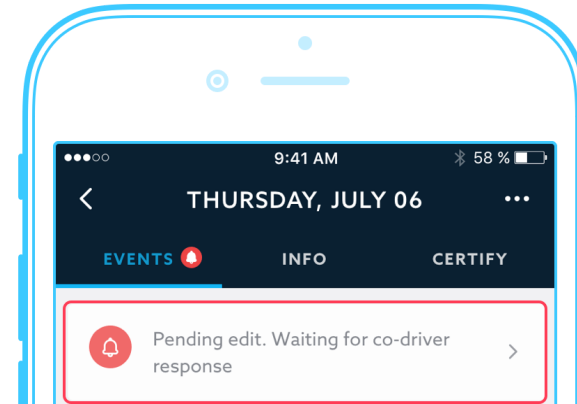 9:41 AM 58 %
THURSDAY, JULY 06
EVENTS INFO CERTIFY
Pending edit. Waiting for co-driver
response